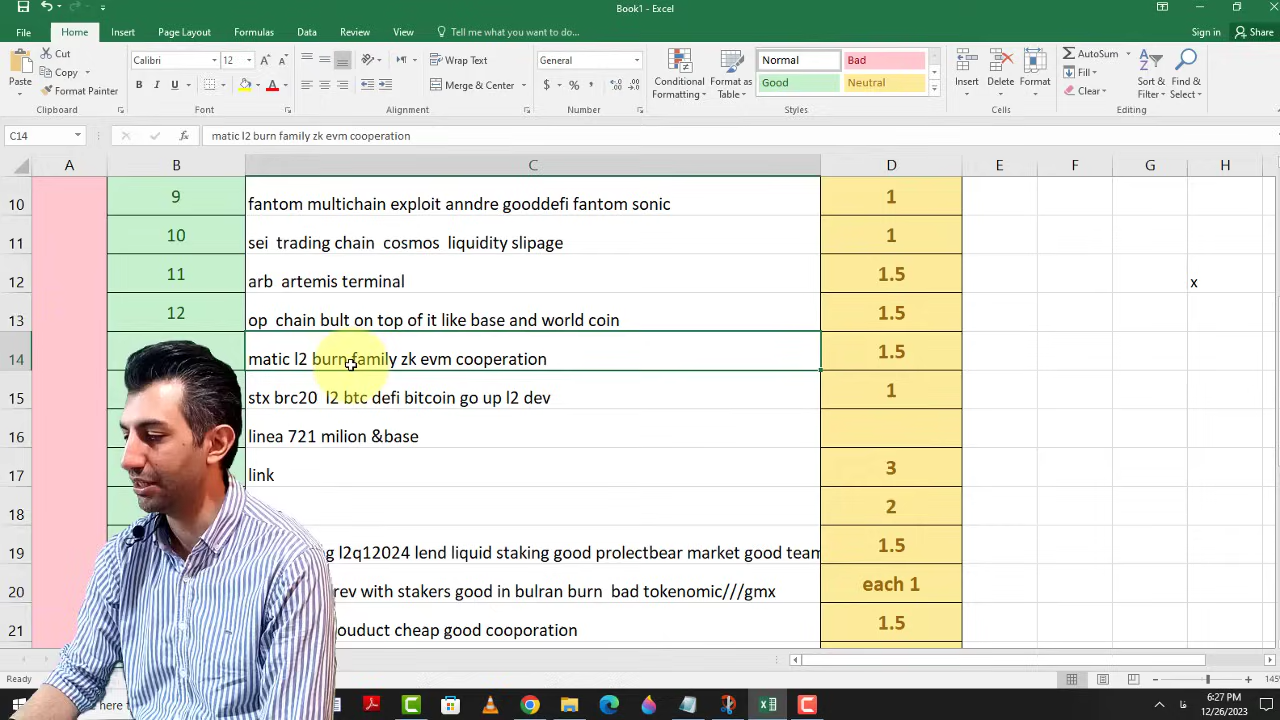 Book1 - Excel
File Home Insert Page Layout Formulas Data Review View Tell me what you want to do... Sign in Share
Paste Cut Copy Format Painter Clipboard
Calibri 12 Font
Wrap Text Merge & Center Alignment
General $ % Number
Conditional Formatting Format as Table Normal Bad Good Neutral Styles
Insert Delete Format Cells
AutoSum Fill Clear Sort & Filter Find & Select Editing
C14 fx matic l2 burn family zk evm cooperation
A B C D E F G H
10 9 fantom multichain exploit anndre gooddefi fantom sonic 1
11 10 sei trading chain cosmos liquidity slipage 1
12 11 arb artemis terminal 1.5 x
13 12 op chain bult on top of it like base and world coin 1.5
14 matic l2 burn family zk evm cooperation 1.5
15 stx brc20 l2 btc defi bitcoin go up l2 dev 1
16 linea 721 milion &base
17 link 3
18 2
19 g l2q12024 lend liquid staking good prolectbear market good team 1.5
20 rev with stakers good in bulran burn bad tokenomic///gmx each 1
21 ouduct cheap good cooporation 1.5
Ready 145
here
6:27 PM
12/26/2023